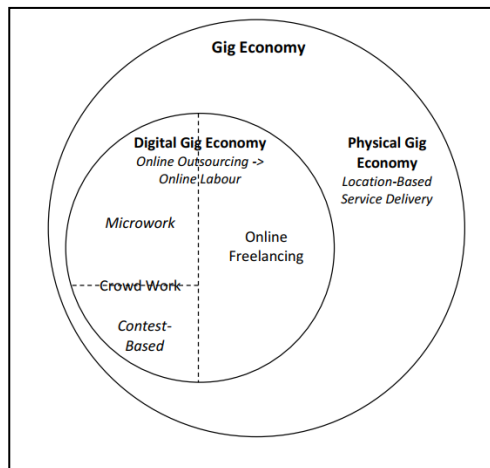 Gig Economy
Digital Gig Economy
Online Outsourcing ->
Online Labour
Physical Gig
Economy
Location-Based
Service Delivery
Microwork
Online
Freelancing
Crowd Work
Contest-
Based